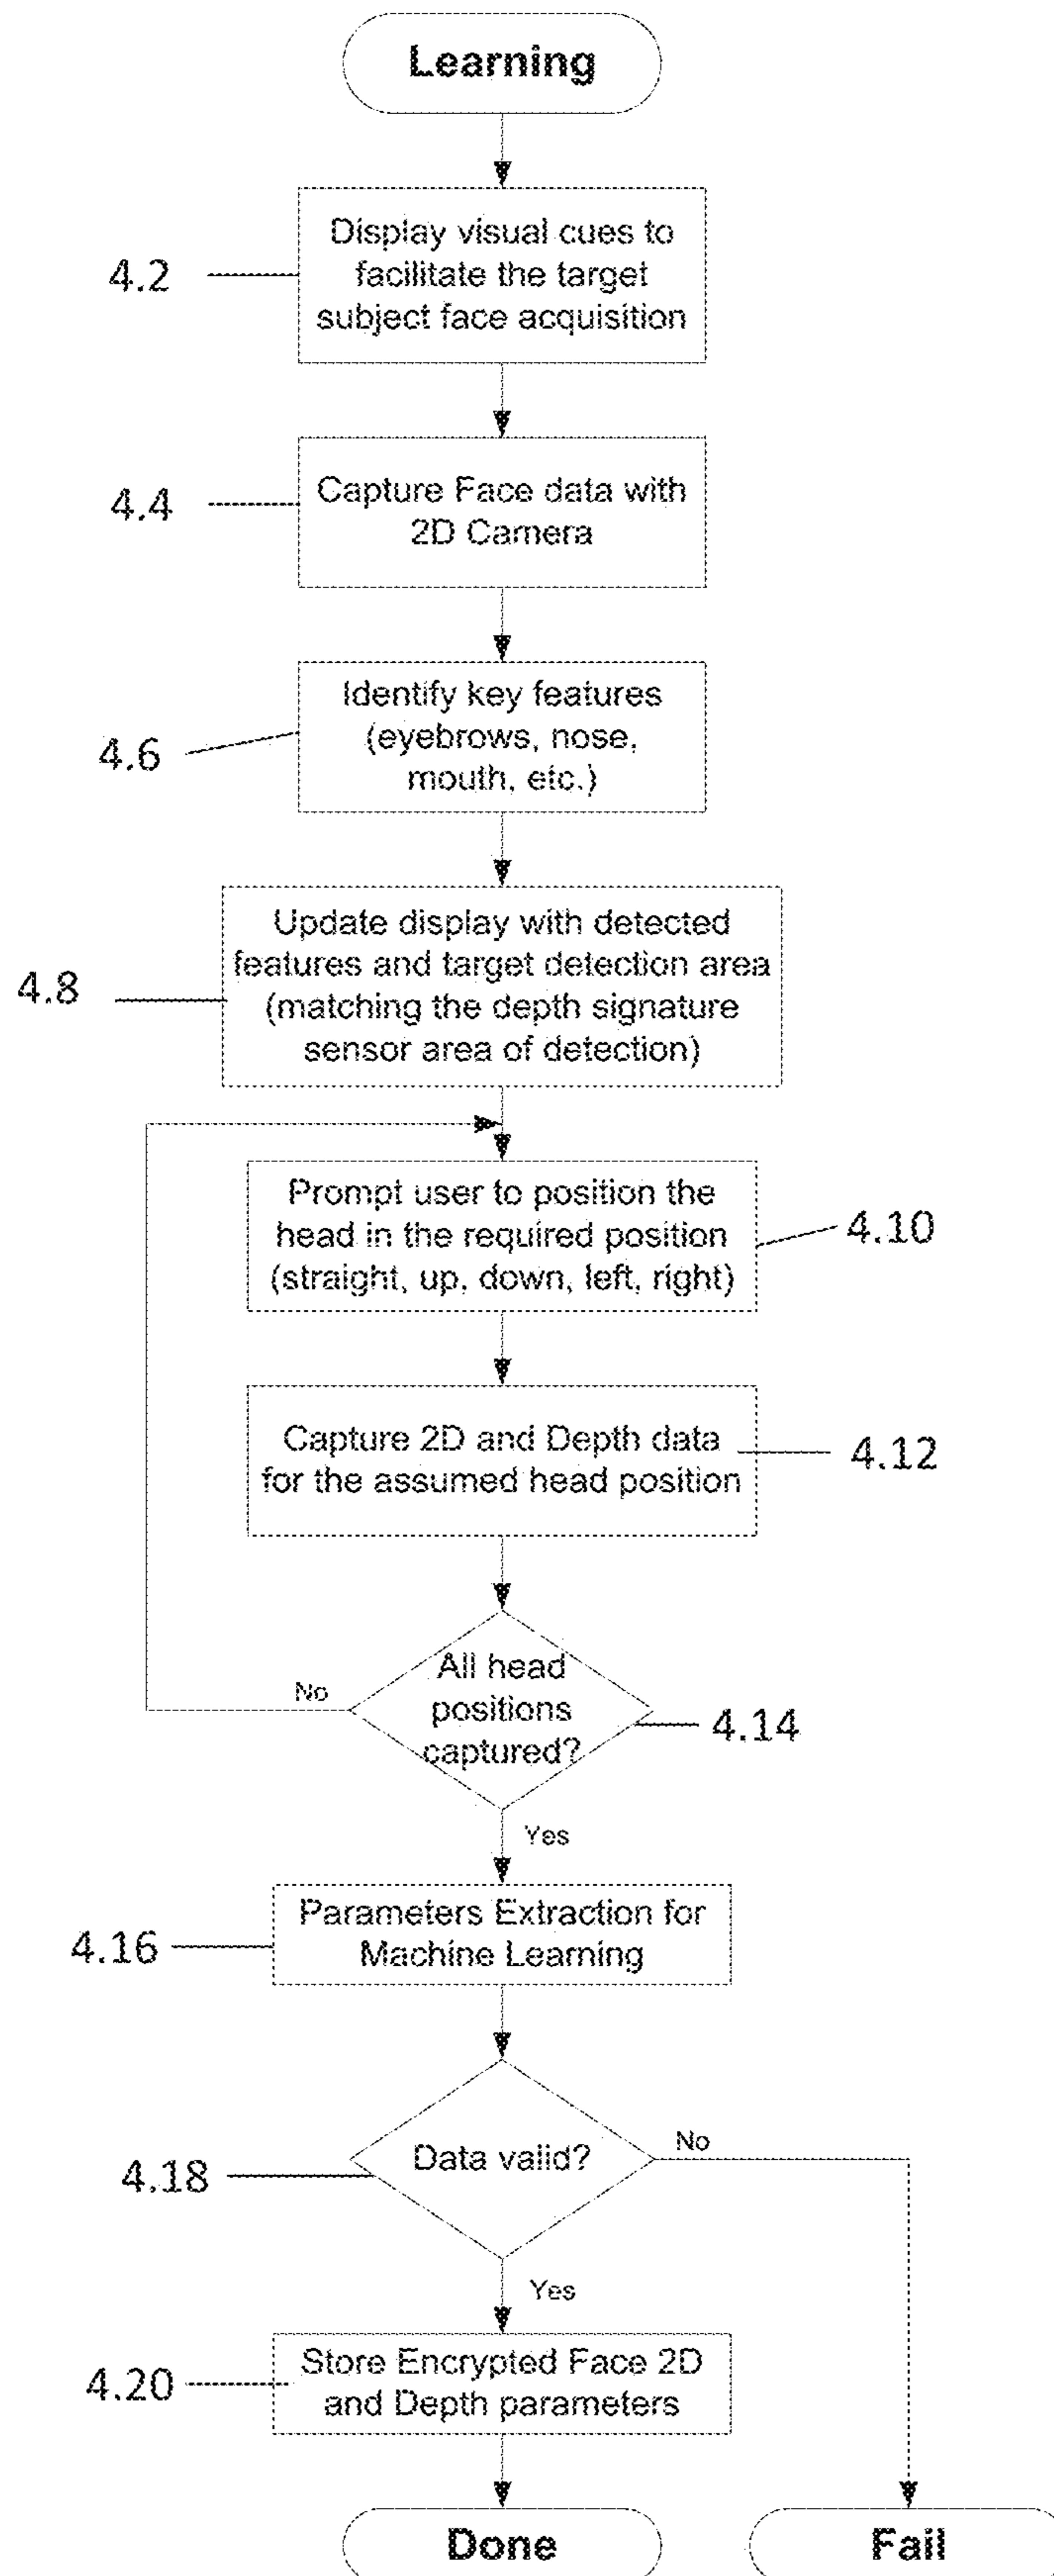 Learning
4.2
Display visual cues to
facilitate the target
subject face acquisition
4.4
Capture Face data with
2D Camera
4.6
Identify key features
(eyebrows, nose,
mouth, etc.)
4.8
Update display with detected
features and target detection area
(matching the depth signature
sensor area of detection)
Prompt user to position the
head in the required position
(straight, up, down, left, right)
4.10
Capture 2D and Depth data
for the assumed head position
4.12
All head
positions
captured?
No
4.14
Yes
4.16
Parameters Extraction for
Machine Learning
4.18
Data valid?
No
Yes
4.20
Store Encrypted Face 2D
and Depth parameters
Done
Fail